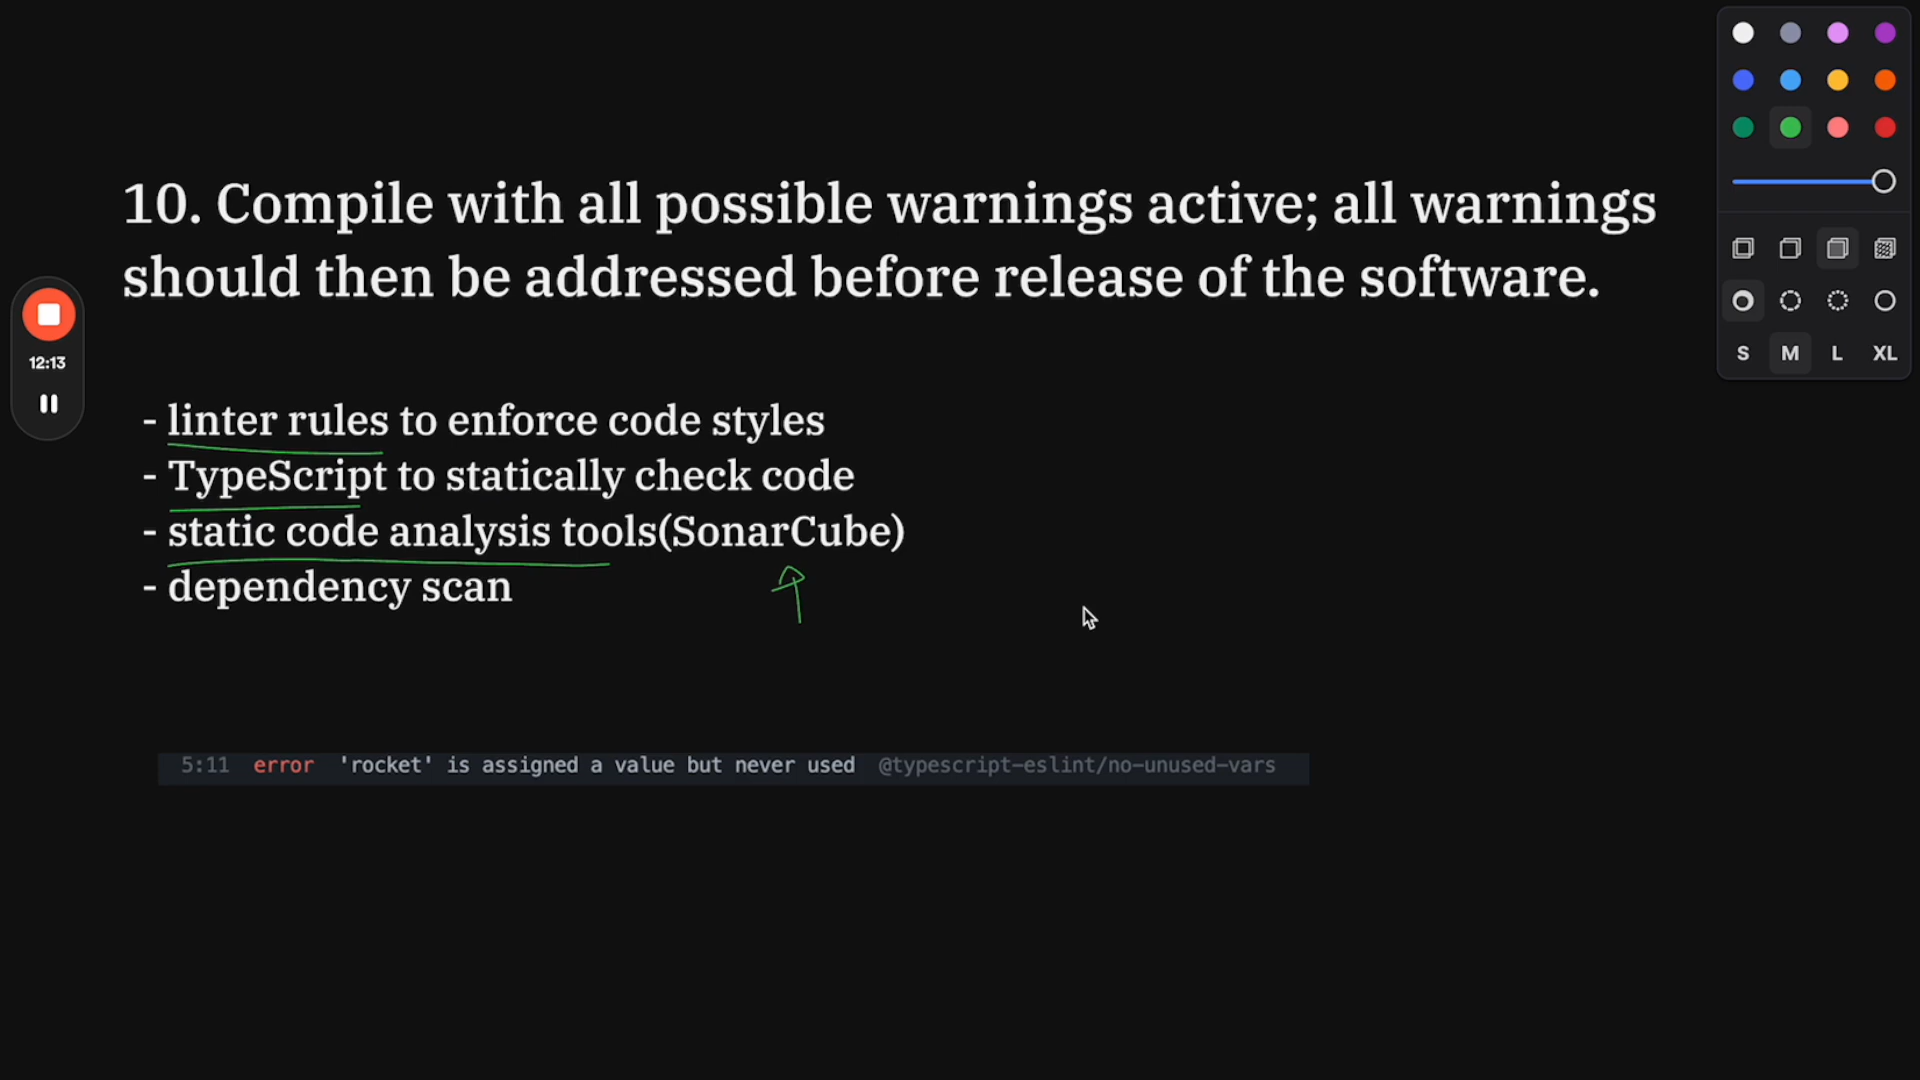 10. Compile with all possible warnings active; all warnings
should then be addressed before release of the software.
12:13
- linter rules to enforce code styles
- TypeScript to statically check code
- static code analysis tools(SonarCube)
- dependency scan
5:11 error 'rocket' is assigned a value but never used @typescript-eslint/no-unused-vars
S M L XL